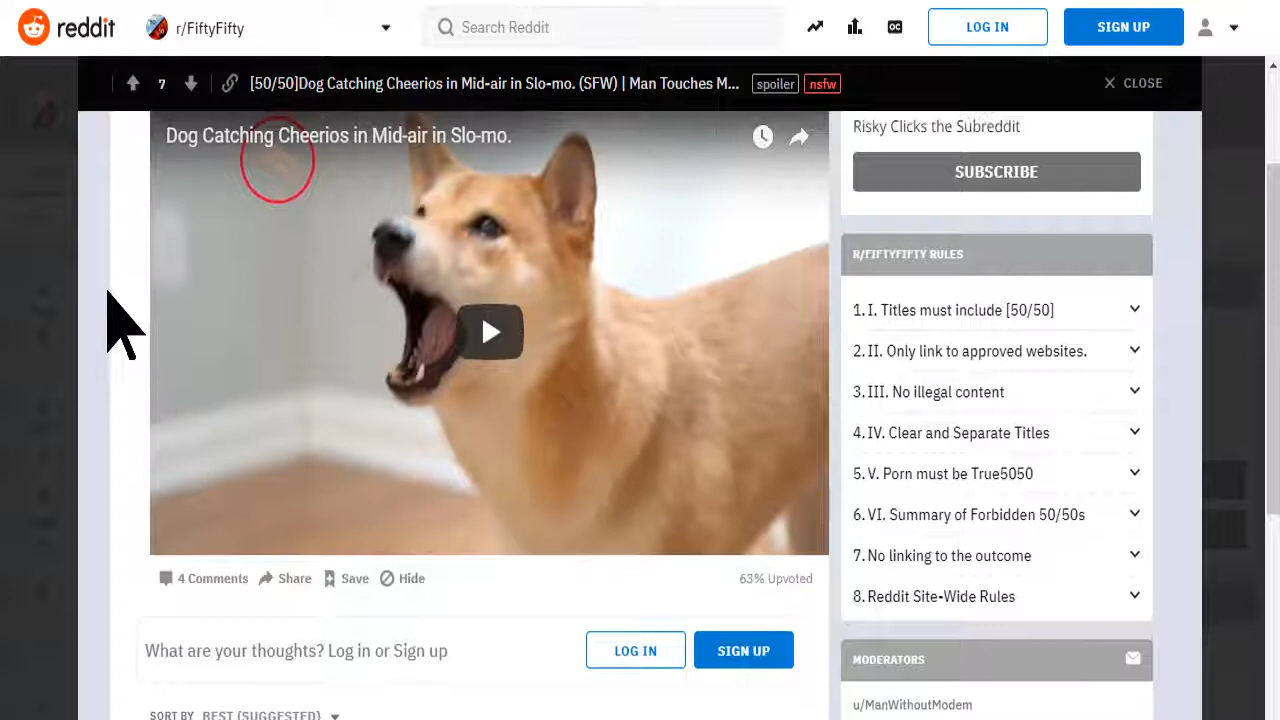 reddit
r/FiftyFifty
Search Reddit
LOG IN
SIGN UP
7
[50/50]Dog Catching Cheerios in Mid-air in Slo-mo. (SFW) | Man Touches M...
spoiler
nsfw
CLOSE
Dog Catching Cheerios in Mid-air in Slo-mo.
Risky Clicks the Subreddit
SUBSCRIBE
R/FIFTYFIFTY RULES
1. I. Titles must include [50/50]
2. II. Only link to approved websites.
3. III. No illegal content
4. IV. Clear and Separate Titles
5. V. Porn must be True5050
6. VI. Summary of Forbidden 50/50s
7. No linking to the outcome
8. Reddit Site-Wide Rules
4 Comments
Share
Save
Hide
63% Upvoted
What are your thoughts? Log in or Sign up
LOG IN
SIGN UP
MODERATORS
u/ManWithoutModem
SORT BY BEST (SUGGESTED)